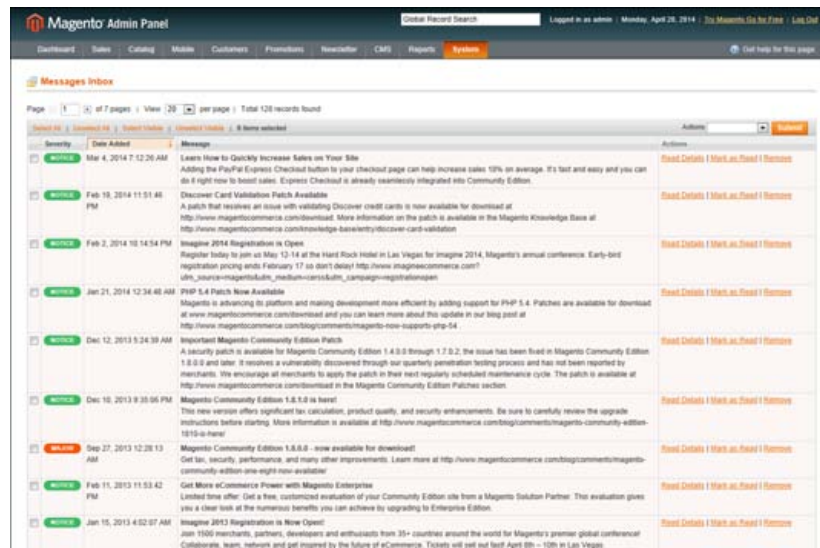 Magento Admin Panel
Global Record Search
Logged in as admin | Monday, April 28, 2014 | Try Magento Go for Free | Log Out
Dashboard Sales Catalog Mobile Customers Promotions Newsletter CMS Reports System
Get help for this page
Messages Inbox
Page 1 of 7 pages | View 20 per page | Total 128 records found
Select All | Unselect All | Select Visible | Unselect Visible | 0 items selected
Actions Submit
Severity Date Added Message Actions
NOTICE Mar 4, 2014 7:12:26 AM Learn How to Quickly Increase Sales on Your Site Read Details | Mark as Read | Remove
Adding the PayPal Express Checkout button to your checkout page can help increase sales 18% on average. It's fast and easy and you can
do it right now to boost sales. Express Checkout is already seamlessly integrated into Community Edition.
NOTICE Feb 19, 2014 11:51:46 PM Discover Card Validation Patch Available Read Details | Mark as Read | Remove
A patch that resolves an issue with validating Discover credit cards is now available for download at
http://www.magentocommerce.com/download. More information on the patch is available in the Magento Knowledge Base at
http://www.magentocommerce.com/knowledge-base/entry/discover-card-validation
NOTICE Feb 2, 2014 10:14:54 PM Imagine 2014 Registration is Open Read Details | Mark as Read | Remove
Register today to join us May 12-14 at the Hard Rock Hotel in Las Vegas for Imagine 2014, Magento's annual conference. Early-bird
registration pricing ends February 17 so don't delay! http://www.imagineecommerce.com?
utm_source=magento&utm_medium=cerss&utm_campaign=registrationopen
NOTICE Jan 21, 2014 12:34:48 AM PHP 5.4 Patch Now Available Read Details | Mark as Read | Remove
Magento is advancing its platform and making development more efficient by adding support for PHP 5.4. Patches are available for download
at www.magentocommerce.com/download and you can learn more about this update in our blog post at
http://www.magentocommerce.com/blog/comments/magento-now-supports-php-54 .
NOTICE Dec 12, 2013 5:24:39 AM Important Magento Community Edition Patch Read Details | Mark as Read | Remove
A security patch is available for Magento Community Edition 1.4.0.0 through 1.7.0.2; the issue has been fixed in Magento Community Edition
1.8.0.0 and later. It resolves a vulnerability discovered through our quarterly penetration testing process and has not been reported by
merchants. We encourage all merchants to apply the patch in their next regularly scheduled maintenance cycle. The patch is available at
http://www.magentocommerce.com/download in the Magento Community Edition Patches section.
NOTICE Dec 10, 2013 9:35:06 PM Magento Community Edition 1.8.1.0 is here! Read Details | Mark as Read | Remove
This new version offers significant tax calculation, product quality, and security enhancements. Be sure to carefully review the upgrade
instructions before starting. More information is available at http://www.magentocommerce.com/blog/comments/magento-community-edition-
1810-is-here/
MAJOR Sep 27, 2013 12:28:13 AM Magento Community Edition 1.8.0.0 - now available for download! Read Details | Mark as Read | Remove
Get tax, security, performance, and many other improvements. Learn more at http://www.magentocommerce.com/blog/comments/magento-
community-edition-one-eight-now-available/
NOTICE Feb 11, 2013 11:53:42 PM Get More eCommerce Power with Magento Enterprise Read Details | Mark as Read | Remove
Limited time offer: Get a free, customized evaluation of your Community Edition site from a Magento Solution Partner. This evaluation gives
you a clear look at the numerous benefits you can achieve by upgrading to Enterprise Edition.
NOTICE Jan 15, 2013 4:02:07 AM Imagine 2013 Registration is Now Open! Read Details | Mark as Read | Remove
Join 1500 merchants, partners, developers and enthusiasts from 35+ countries around the world for Magento's premier global conference!
Collaborate, learn, network and get inspired by the future of eCommerce. Tickets will sell out fast! April 8th – 10th in Las Vegas.